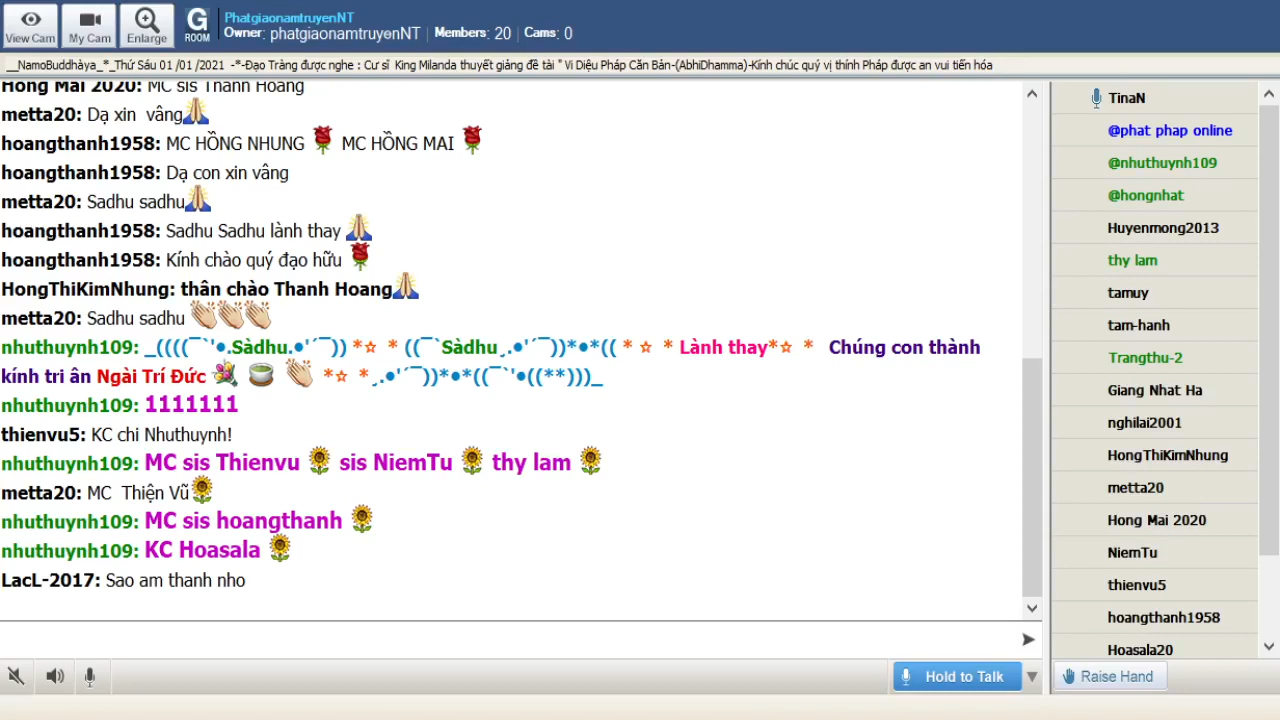 View Cam
My Cam
Enlarge
G
ROOM
PhatgiaonamtruyenNT
Owner: phatgiaonamtruyenNT | Members: 20 | Cams: 0
__NamoBuddhàya_*_Thứ Sáu 01 /01 /2021 -*-Đạo Tràng được nghe : Cư sĩ King Milanda thuyết giảng đề tài " Vi Diệu Pháp Căn Bản-(AbhiDhamma)-Kính chúc quý vị thính Pháp được an vui tiến hóa
Hong Mai 2020: MC sis Thanh Hoang
metta20: Dạ xin vâng
hoangthanh1958: MC HỒNG NHUNG MC HỒNG MAI
hoangthanh1958: Dạ con xin vâng
metta20: Sadhu sadhu
hoangthanh1958: Sadhu Sadhu lành thay
hoangthanh1958: Kính chào quý đạo hữu
HongThiKimNhung: thân chào Thanh Hoang
metta20: Sadhu sadhu
nhuthuynh109: _((((¯`'●.Sàdhu.●'´¯)) *☆ * ((¯`Sàdhu¸.●'´¯))*●*(( * ☆ * Lành thay*☆ * Chúng con thành
kính tri ân Ngài Trí Đức *☆ *¸.●'´¯))*●*((¯`'●((**)))_
nhuthuynh109: 1111111
thienvu5: KC chi Nhuthuynh!
nhuthuynh109: MC sis Thienvu sis NiemTu thy lam
metta20: MC Thiện Vũ
nhuthuynh109: MC sis hoangthanh
nhuthuynh109: KC Hoasala
LacL-2017: Sao am thanh nho
Hold to Talk
TinaN
@phat phap online
@nhuthuynh109
@hongnhat
Huyenmong2013
thy lam
tamuy
tam-hanh
Trangthu-2
Giang Nhat Ha
nghilai2001
HongThiKimNhung
metta20
Hong Mai 2020
NiemTu
thienvu5
hoangthanh1958
Hoasala20
Raise Hand